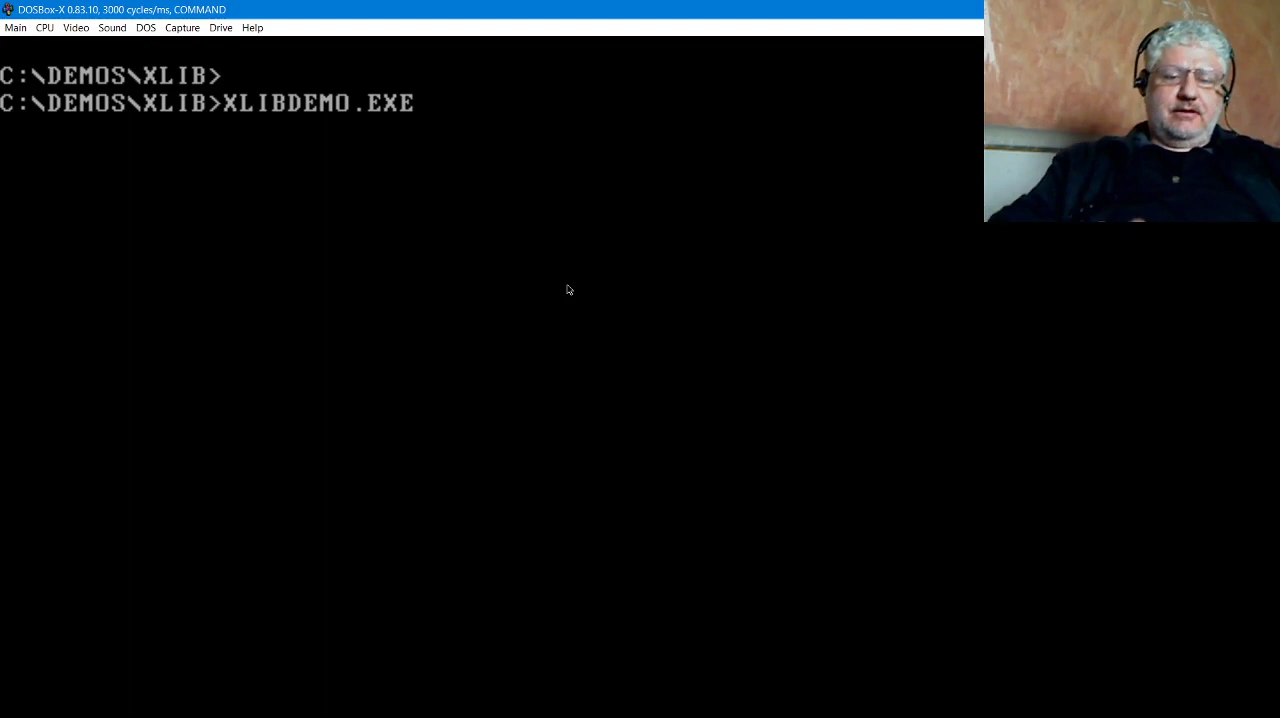 DOSBox-X 0.83.10, 3000 cycles/ms, COMMAND
Main CPU Video Sound DOS Capture Drive Help
C:\DEMOS\XLIB>
C:\DEMOS\XLIB>XLIBDEMO.EXE